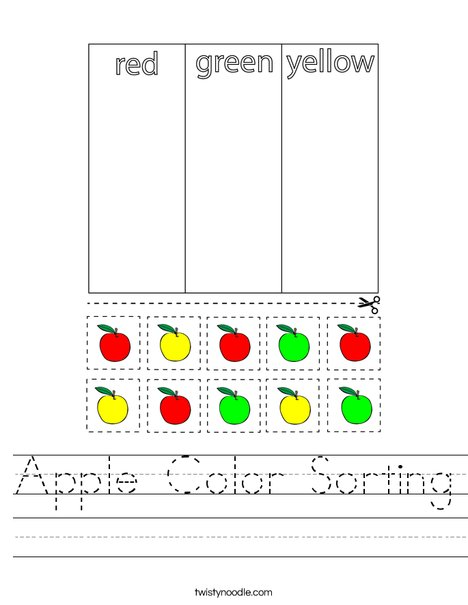 red green yellow
Apple Color Sorting
twistynoodle.com